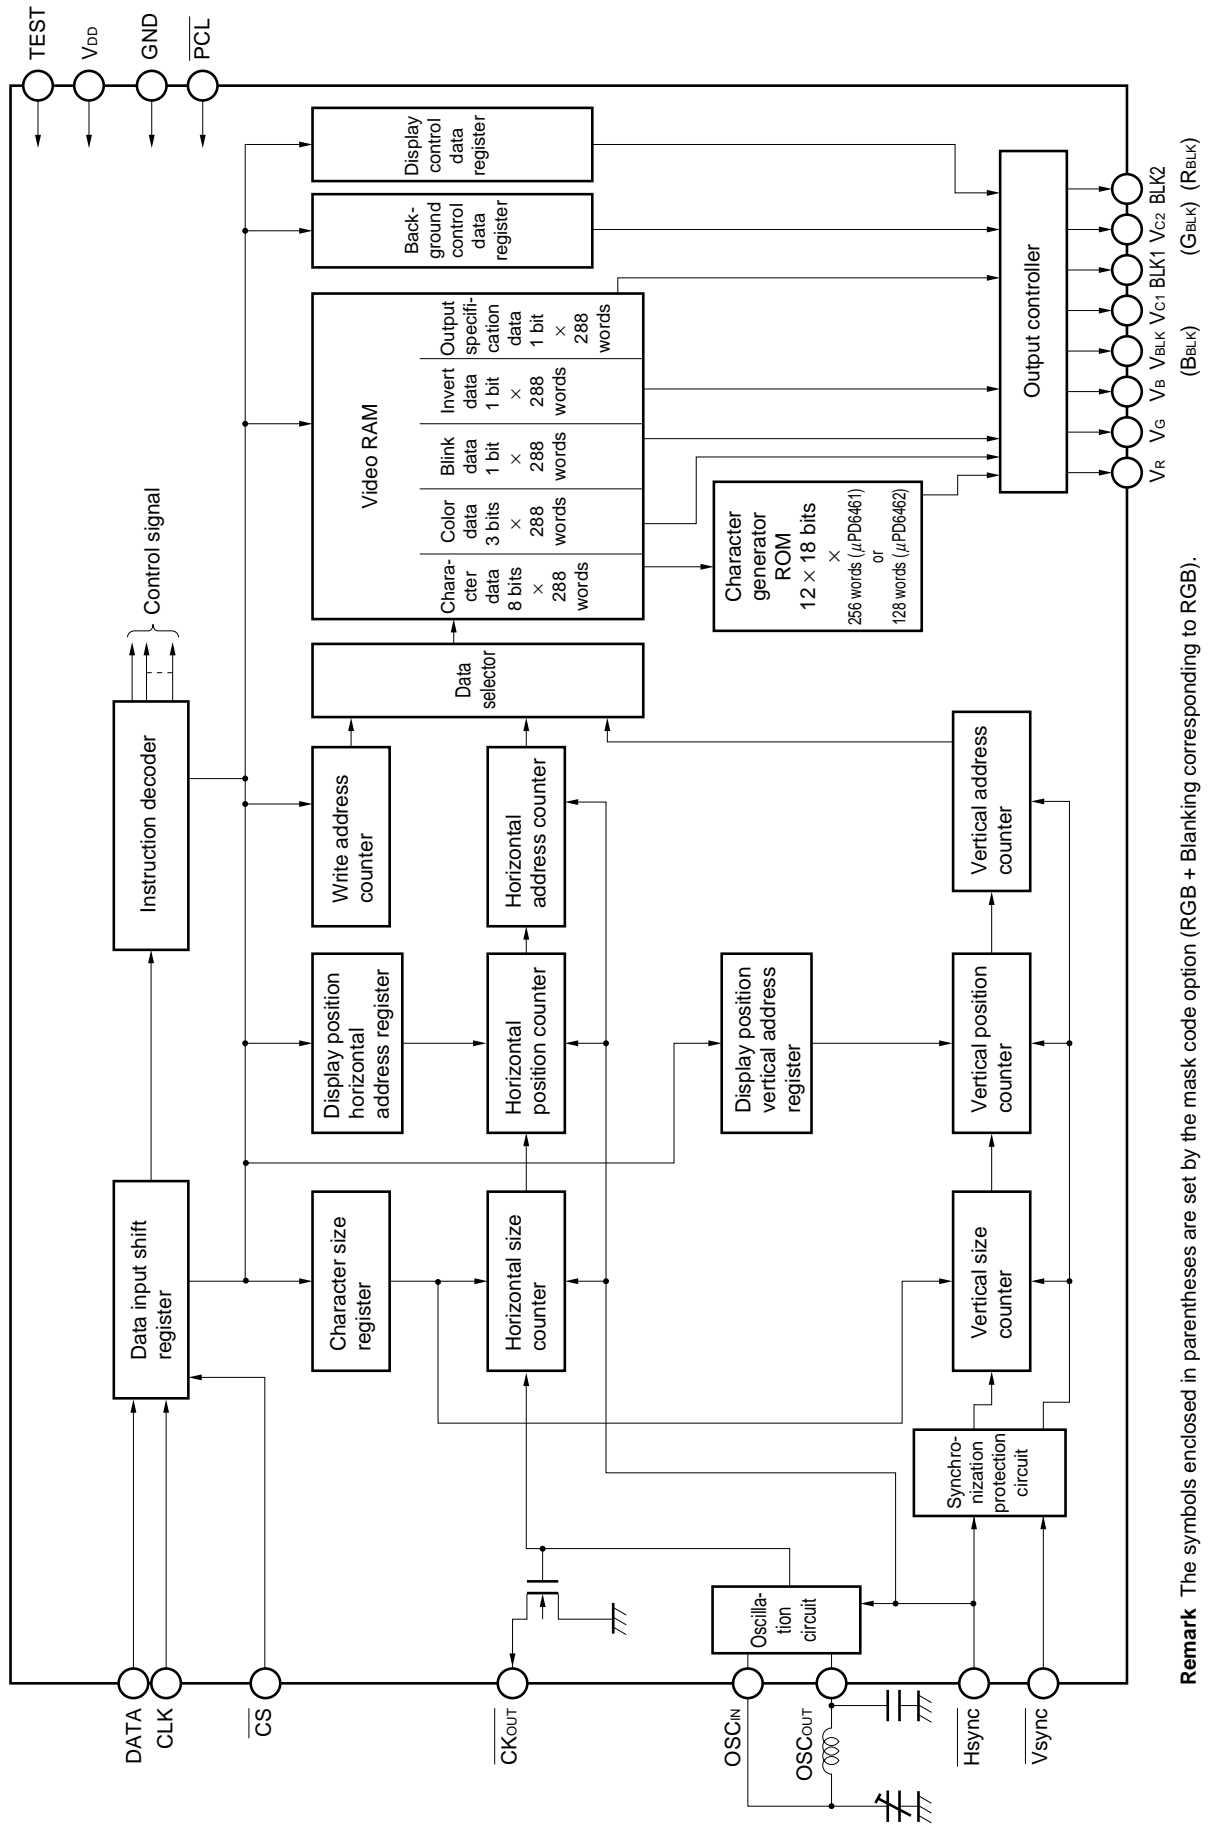 DATA
CLK
CS
CKOUT
OSCIN
OSCOUT
Hsync
Vsync
Data input shift
register
Instruction decoder
Control signal
TEST
VDD
GND
PCL
Character size
register
Display position
horizontal
address register
Write address
counter
Horizontal size
counter
Horizontal
position counter
Horizontal
address counter
Data
selector
Video RAM
Chara-
cter
data
8 bits
×
288
words
Color
data
3 bits
×
288
words
Blink
data
1 bit
×
288
words
Invert
data
1 bit
×
288
words
Output
specifi-
cation
data
1 bit
×
288
words
Back-
ground
control
data
register
Display
control
data
register
Display position
vertical address
register
Character
generator
ROM
12 × 18 bits
×
256 words (μPD6461)
or
128 words (μPD6462)
Oscilla-
tion
circuit
Synchro-
nization
protection
circuit
Vertical size
counter
Vertical position
counter
Vertical address
counter
Output controller
VR VG VB VBLK VC1 BLK1 VC2 BLK2
(BBLK) (GBLK) (RBLK)
Remark The symbols enclosed in parentheses are set by the mask code option (RGB + Blanking corresponding to RGB).